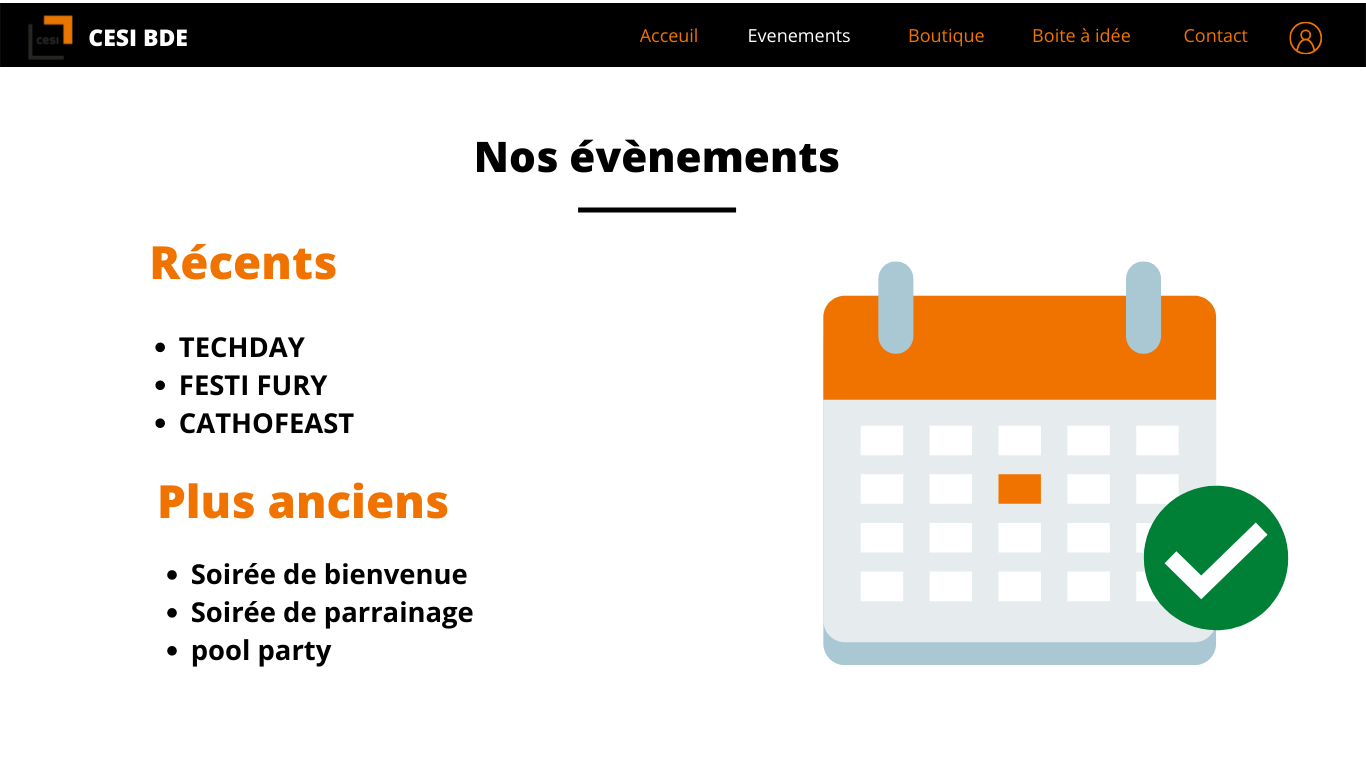 cesi
CESI BDE
Acceuil
Evenements
Boutique
Boite à idée
Contact
Nos évènements
Récents
TECHDAY
FESTI FURY
CATHOFEAST
Plus anciens
Soirée de bienvenue
Soirée de parrainage
pool party